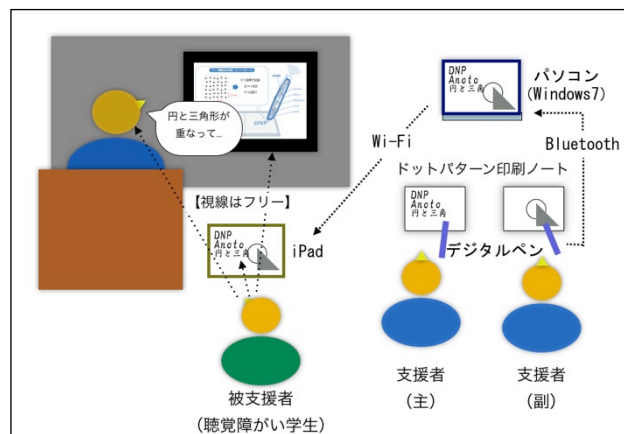 円と三角形が
重なって…
DNP
【視線はフリー】
DNP
Anoto
円と三角
iPad
被支援者
(聴覚障がい学生)
DNP
Anoto
円と三角
パソコン
(Windows7)
Wi-Fi
Bluetooth
ドットパターン印刷ノート
DNP
Anoto
円と三角
デジタルペン
支援者
(主)
支援者
(副)